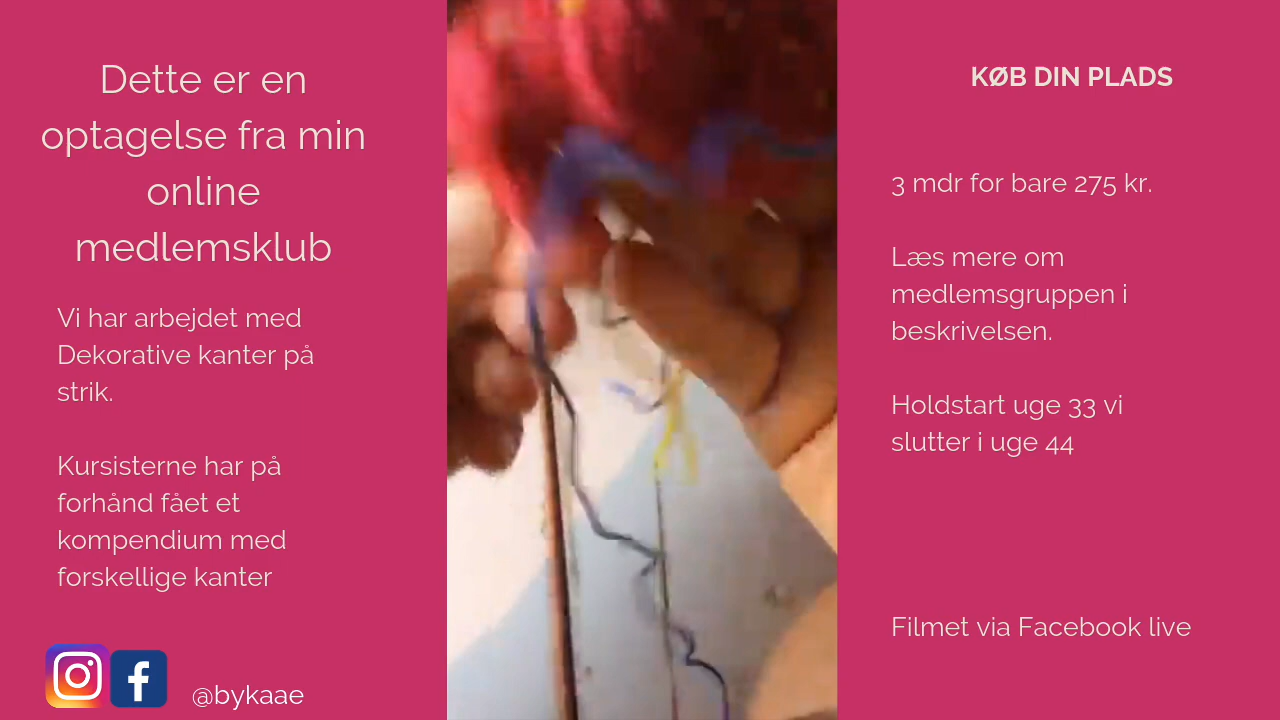 Dette er en
optagelse fra min
online
medlemsklub
Vi har arbejdet med
Dekorative kanter på
strik.
Kursisterne har på
forhånd fået et
kompendium med
forskellige kanter
@bykaae
KØB DIN PLADS
3 mdr for bare 275 kr.
Læs mere om
medlemsgruppen i
beskrivelsen.
Holdstart uge 33 vi
slutter i uge 44
Filmet via Facebook live